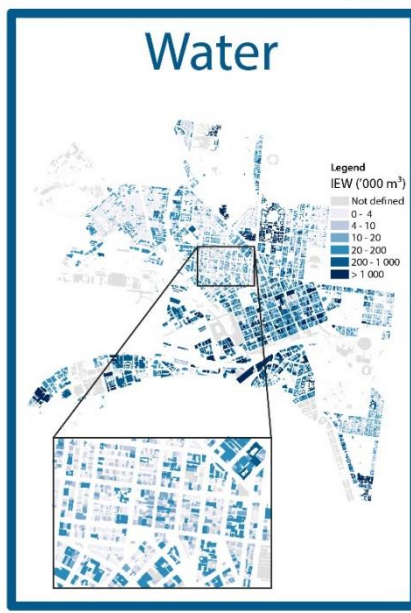 Water
Legend
IEW ('000 m³)
Not defined
0 - 4
4 - 10
10 - 20
20 - 200
200 - 1 000
> 1 000